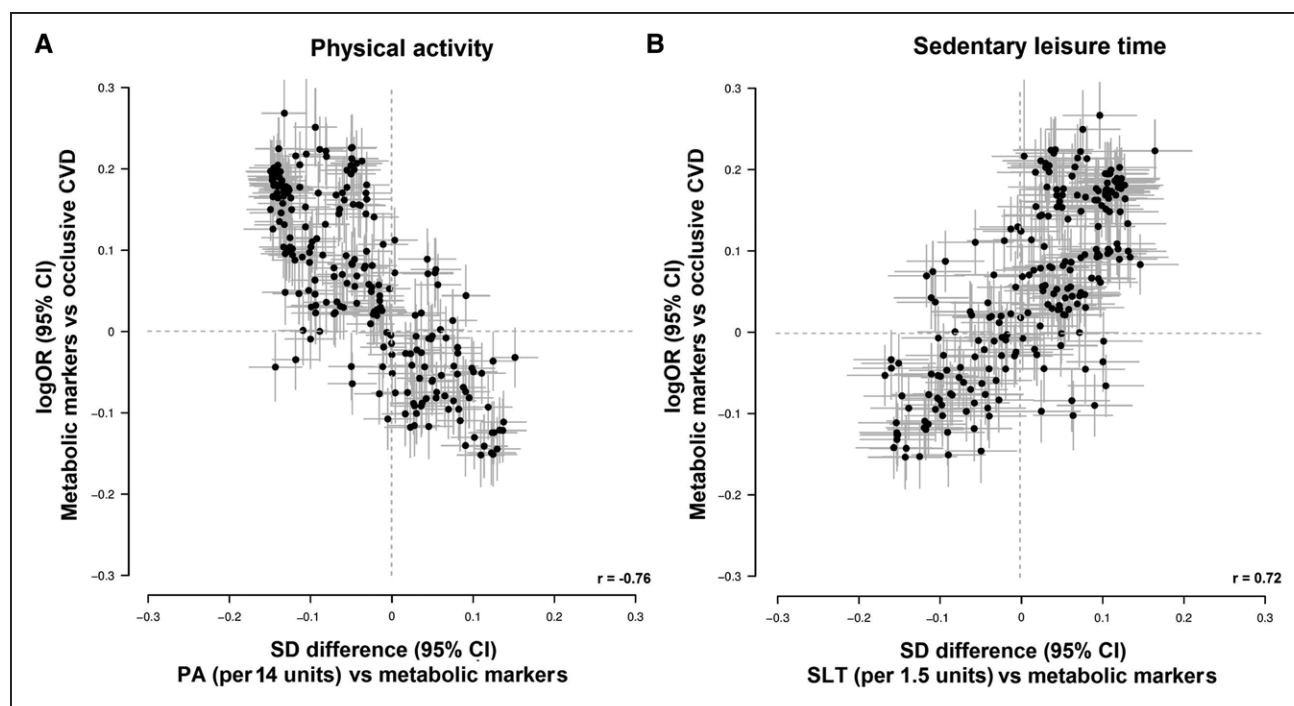 A
Physical activity
logOR (95% CI)
Metabolic markers vs occlusive CVD
0.3
0.2
0.1
0
−0.1
−0.2
−0.3
r = -0.76
−0.3
−0.2
−0.1
0
0.1
0.2
0.3
SD difference (95% CI)
PA (per 14 units) vs metabolic markers
B
Sedentary leisure time
logOR (95% CI)
Metabolic markers vs occlusive CVD
0.3
0.2
0.1
0
−0.1
−0.2
−0.3
r = 0.72
−0.3
−0.2
−0.1
0
0.1
0.2
0.3
SD difference (95% CI)
SLT (per 1.5 units) vs metabolic markers